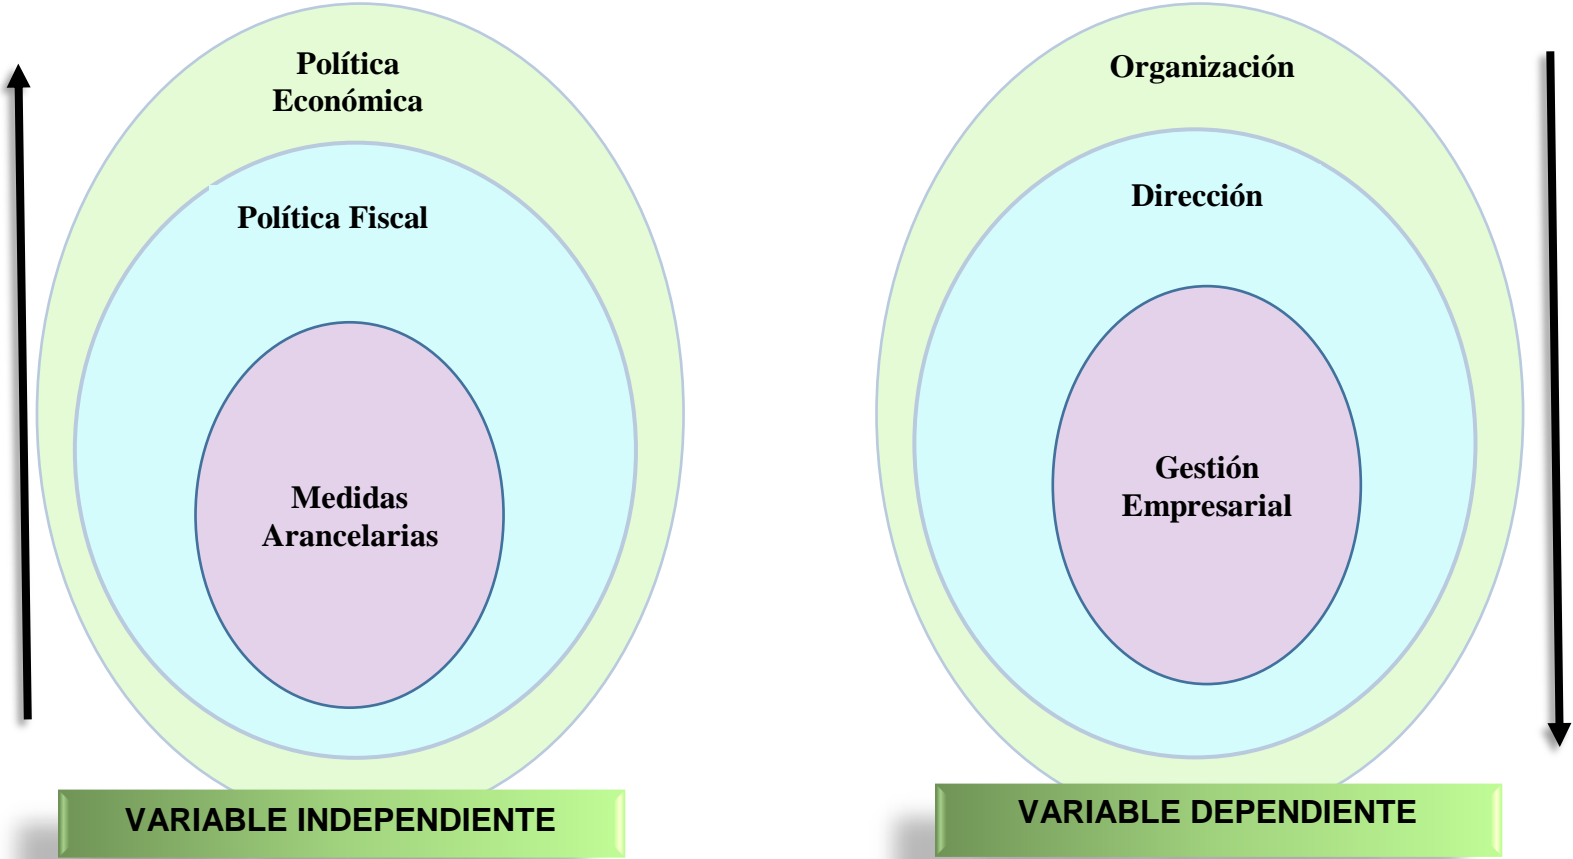 Política
Económica
Política Fiscal
Medidas
Arancelarias
VARIABLE INDEPENDIENTE
Organización
Dirección
Gestión
Empresarial
VARIABLE DEPENDIENTE